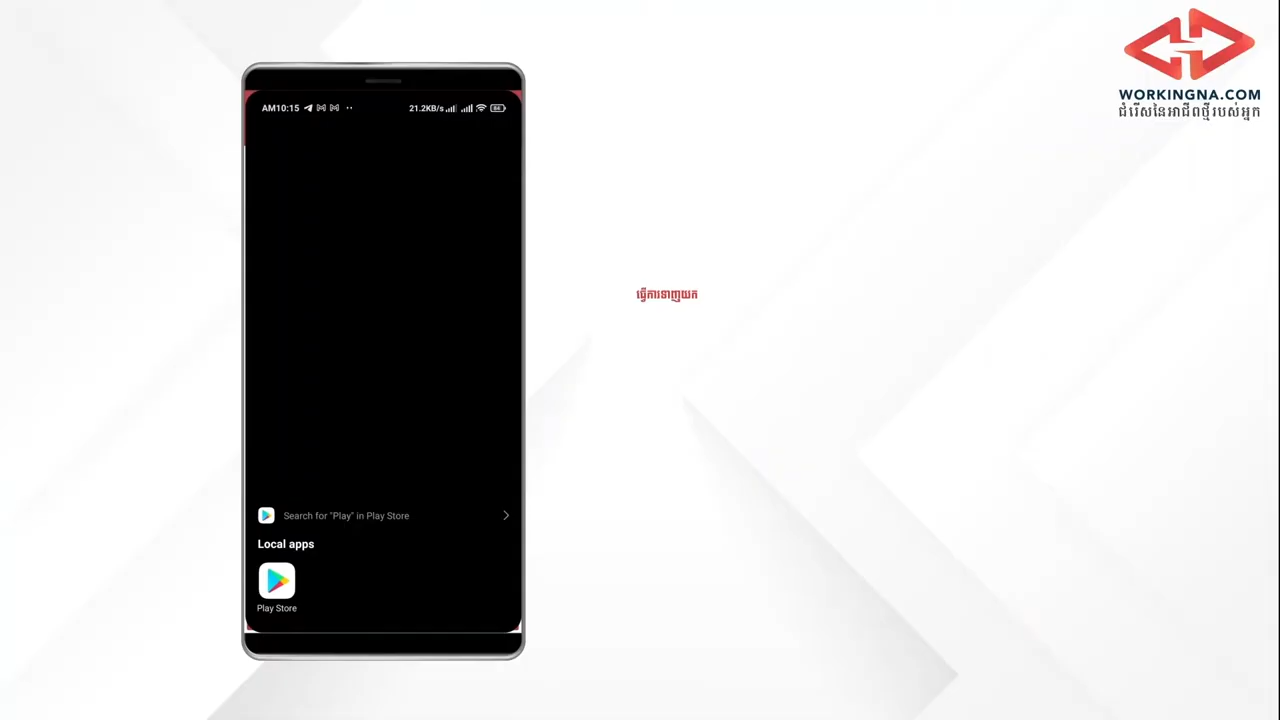 WORKINGNA.COM
ជំរើសនៃអាជីពថ្មីរបស់អ្នក
AM10:15
21.2KB/s
64
ធ្វើការទាញយក
Search for "Play" in Play Store
Local apps
Play Store